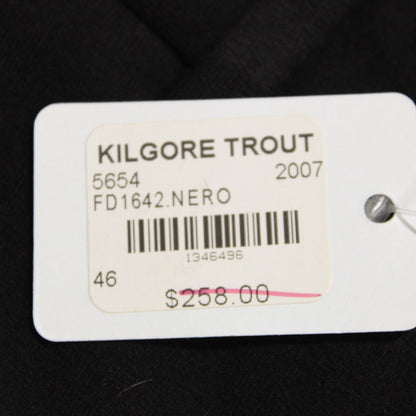 KILGORE TROUT
5654 2007
FD1642.NERO
1346496
46
$258.00